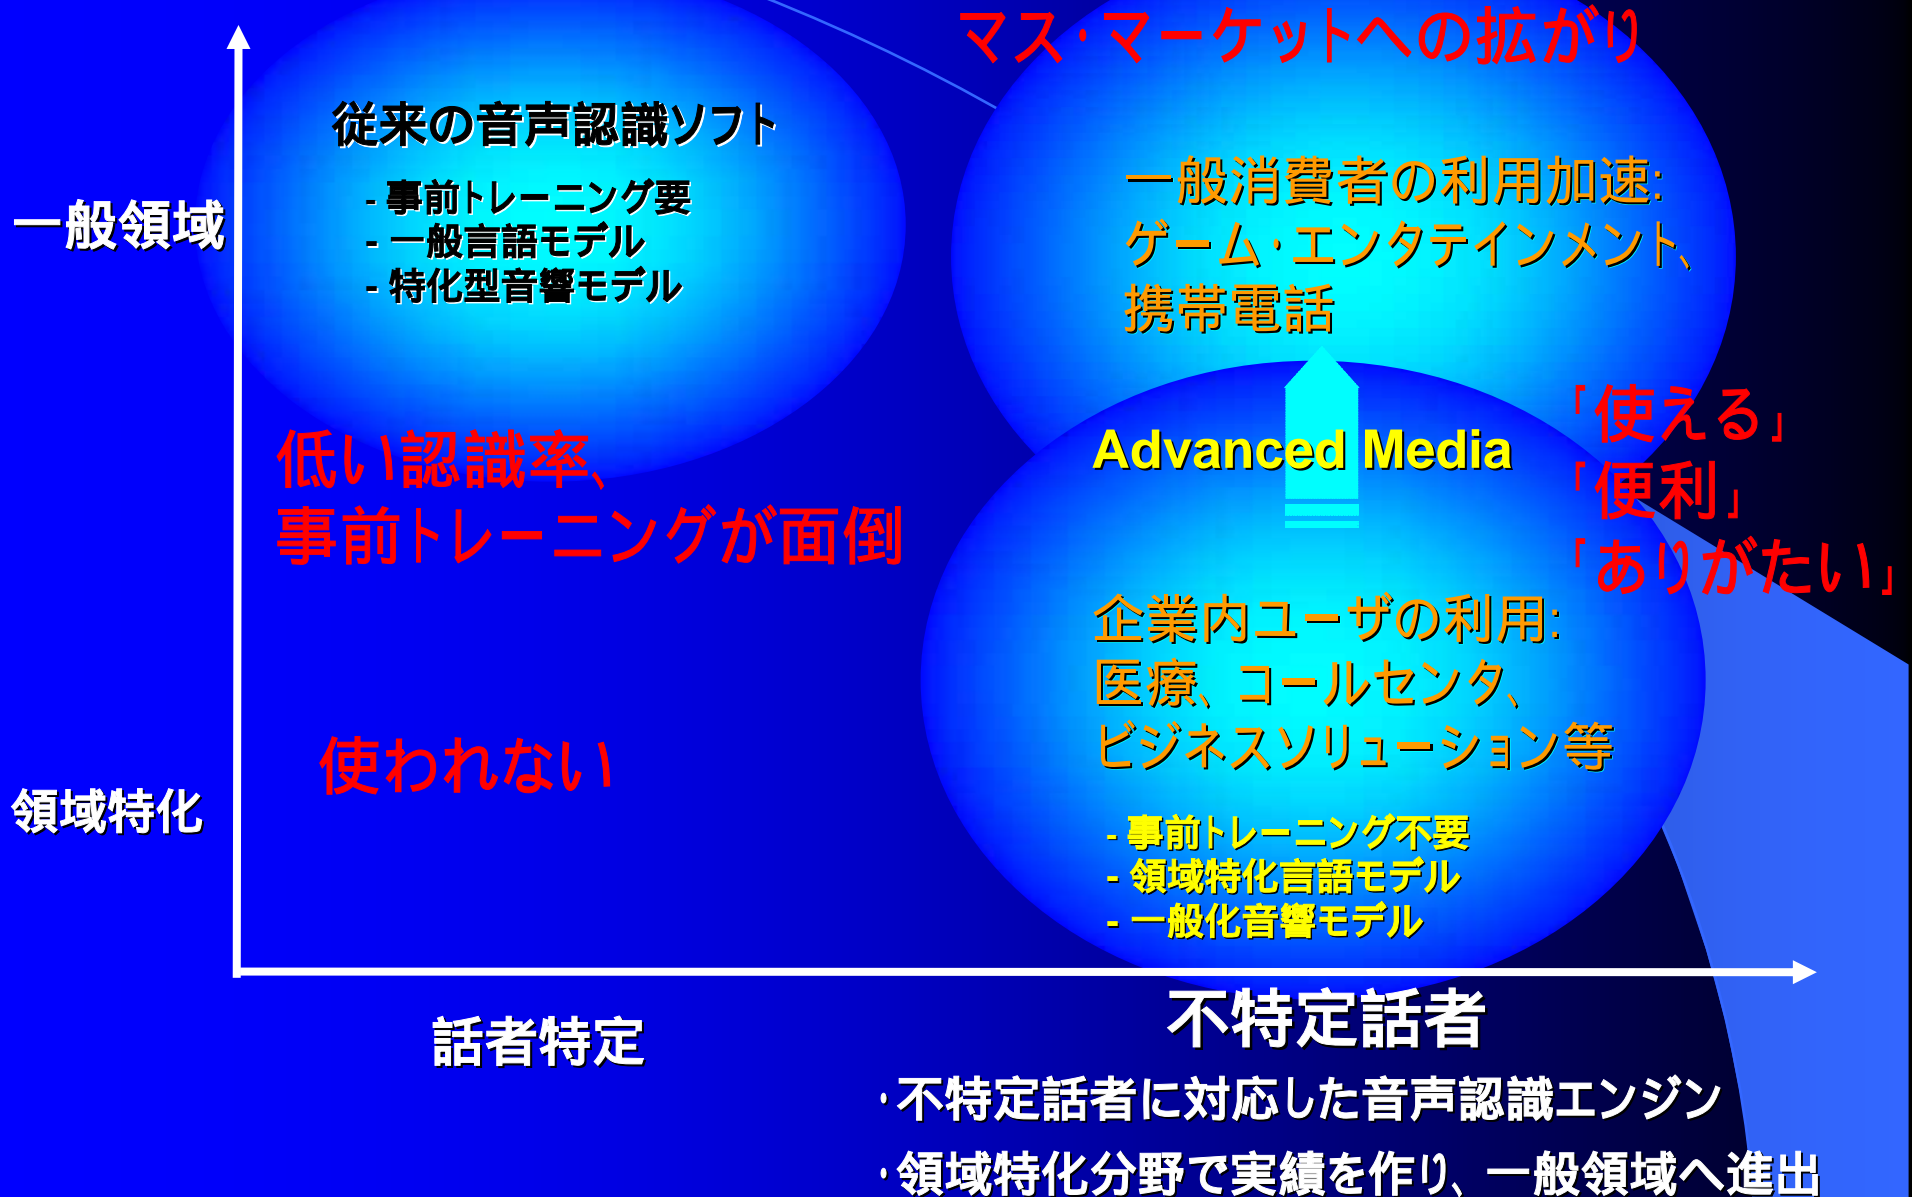 マス・マーケットへの拡がり
従来の音声認識ソフト
- 事前トレーニング要
- 一般言語モデル
- 特化型音響モデル
一般領域
一般消費者の利用加速:
ゲーム・エンタテインメント、
携帯電話
低い認識率、
事前トレーニングが面倒
Advanced Media
「使える」
「便利」
「ありがたい」
企業内ユーザの利用:
医療、コールセンタ、
ビジネスソリューション等
使われない
領域特化
- 事前トレーニング不要
- 領域特化言語モデル
- 一般化音響モデル
話者特定
不特定話者
・不特定話者に対応した音声認識エンジン
・領域特化分野で実績を作り、一般領域へ進出